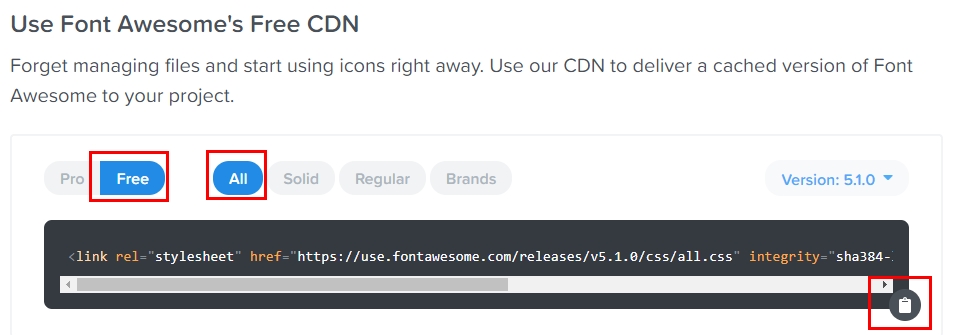 Use Font Awesome's Free CDN
Forget managing files and start using icons right away. Use our CDN to deliver a cached version of Font
Awesome to your project.
Pro Free All Solid Regular Brands Version: 5.1.0
<link rel="stylesheet" href="https://use.fontawesome.com/releases/v5.1.0/css/all.css" integrity="sha384-